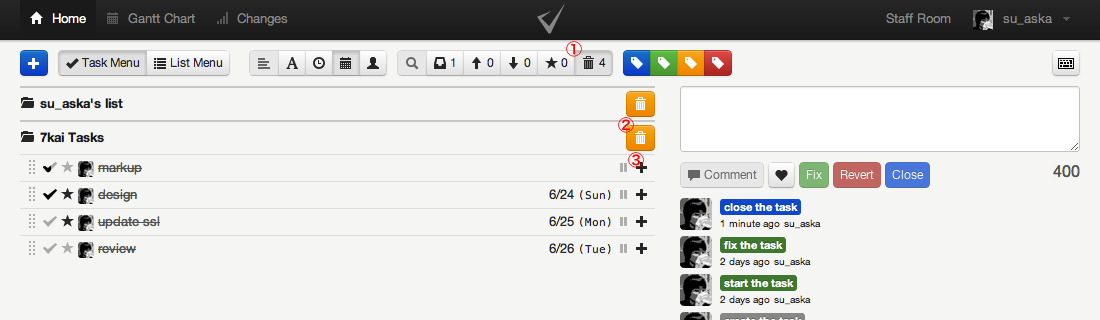 Home Gantt Chart Changes Staff Room su_aska
①
Task Menu List Menu A 1 0 0 0 4
su_aska's list
②
7kai Tasks
③
markup
design 6/24 (Sun)
update ssl 6/25 (Mon)
review 6/26 (Tue)
Comment Fix Revert Close 400
close the task
1 minute ago su_aska
fix the task
2 days ago su_aska
start the task
2 days ago su_aska
create the task